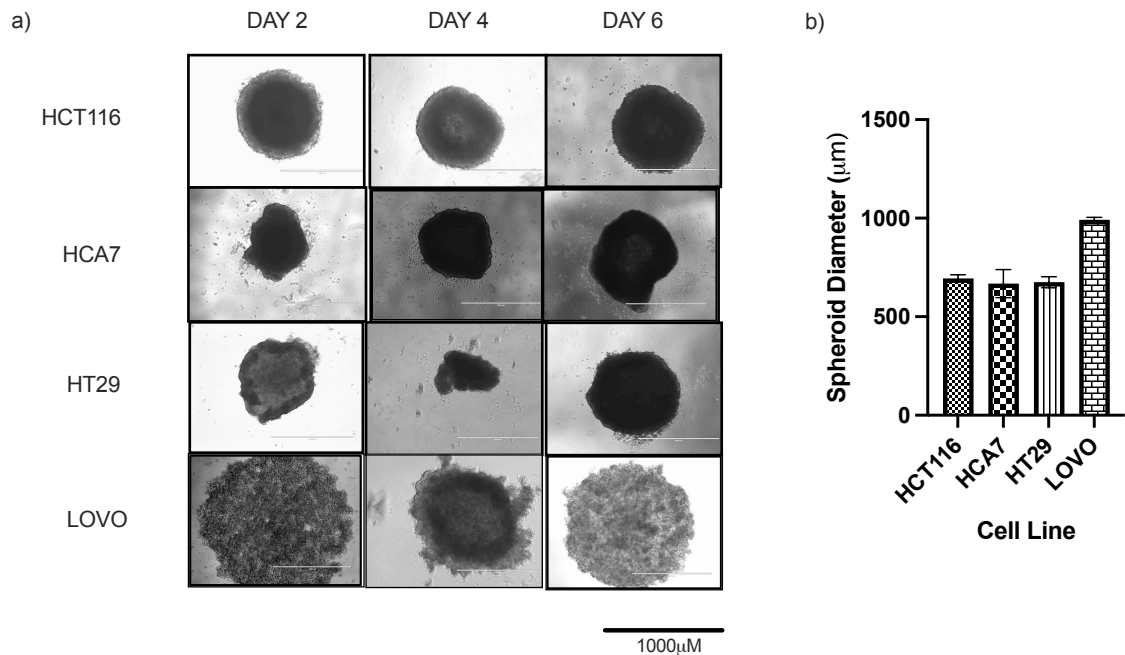 a)
DAY 2
DAY 4
DAY 6
HCT116
HCA7
HT29
LOVO
1000μM
b)
Spheroid Diameter (μm)
1500
1000
500
0
HCT116
HCA7
HT29
LOVO
Cell Line